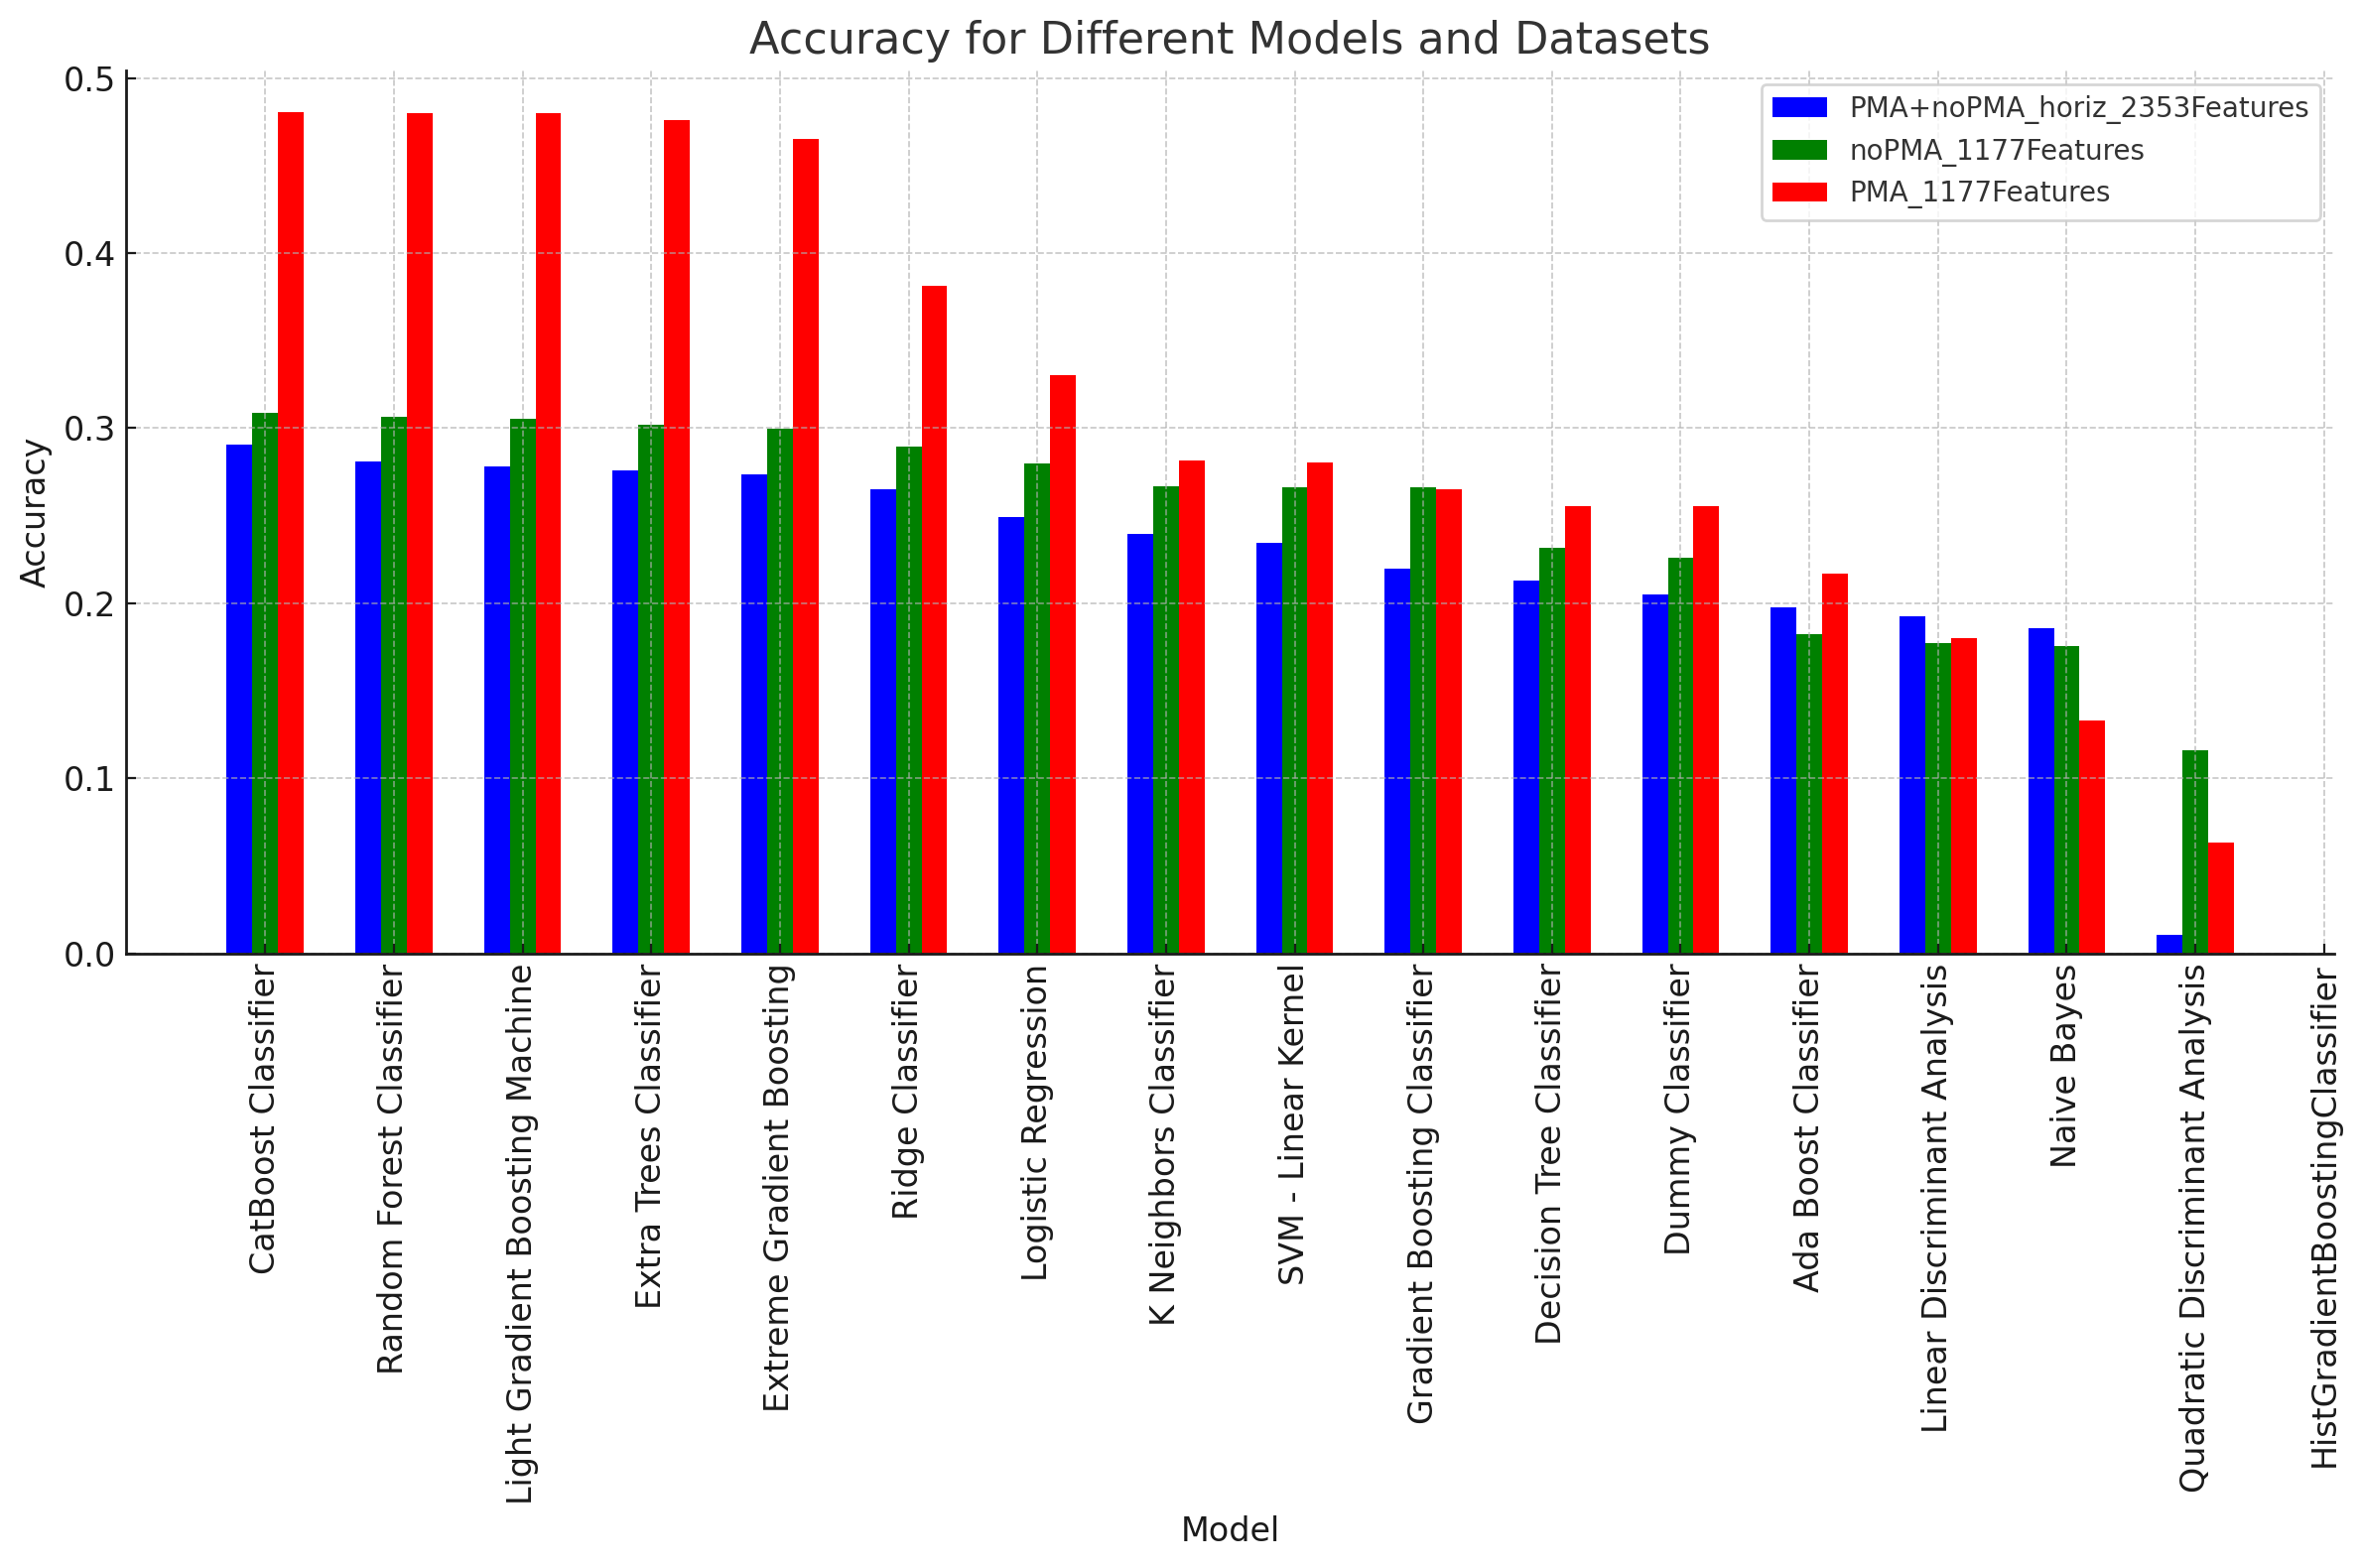 Accuracy for Different Models and Datasets
PMA+noPMA_horiz_2353Features
noPMA_1177Features
PMA_1177Features
Accuracy
0.5
0.4
0.3
0.2
0.1
0.0
CatBoost Classifier
Random Forest Classifier
Light Gradient Boosting Machine
Extra Trees Classifier
Extreme Gradient Boosting
Ridge Classifier
Logistic Regression
K Neighbors Classifier
SVM - Linear Kernel
Gradient Boosting Classifier
Decision Tree Classifier
Dummy Classifier
Ada Boost Classifier
Linear Discriminant Analysis
Naive Bayes
Quadratic Discriminant Analysis
HistGradientBoostingClassifier
Model